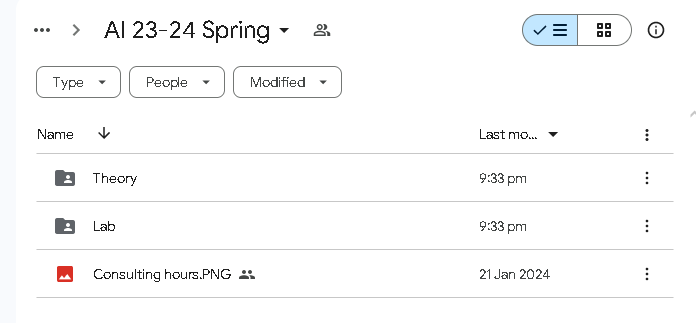 AI 23-24 Spring
Type People Modified
Name Last mo...
Theory 9:33 pm
Lab 9:33 pm
Consulting hours.PNG 21 Jan 2024